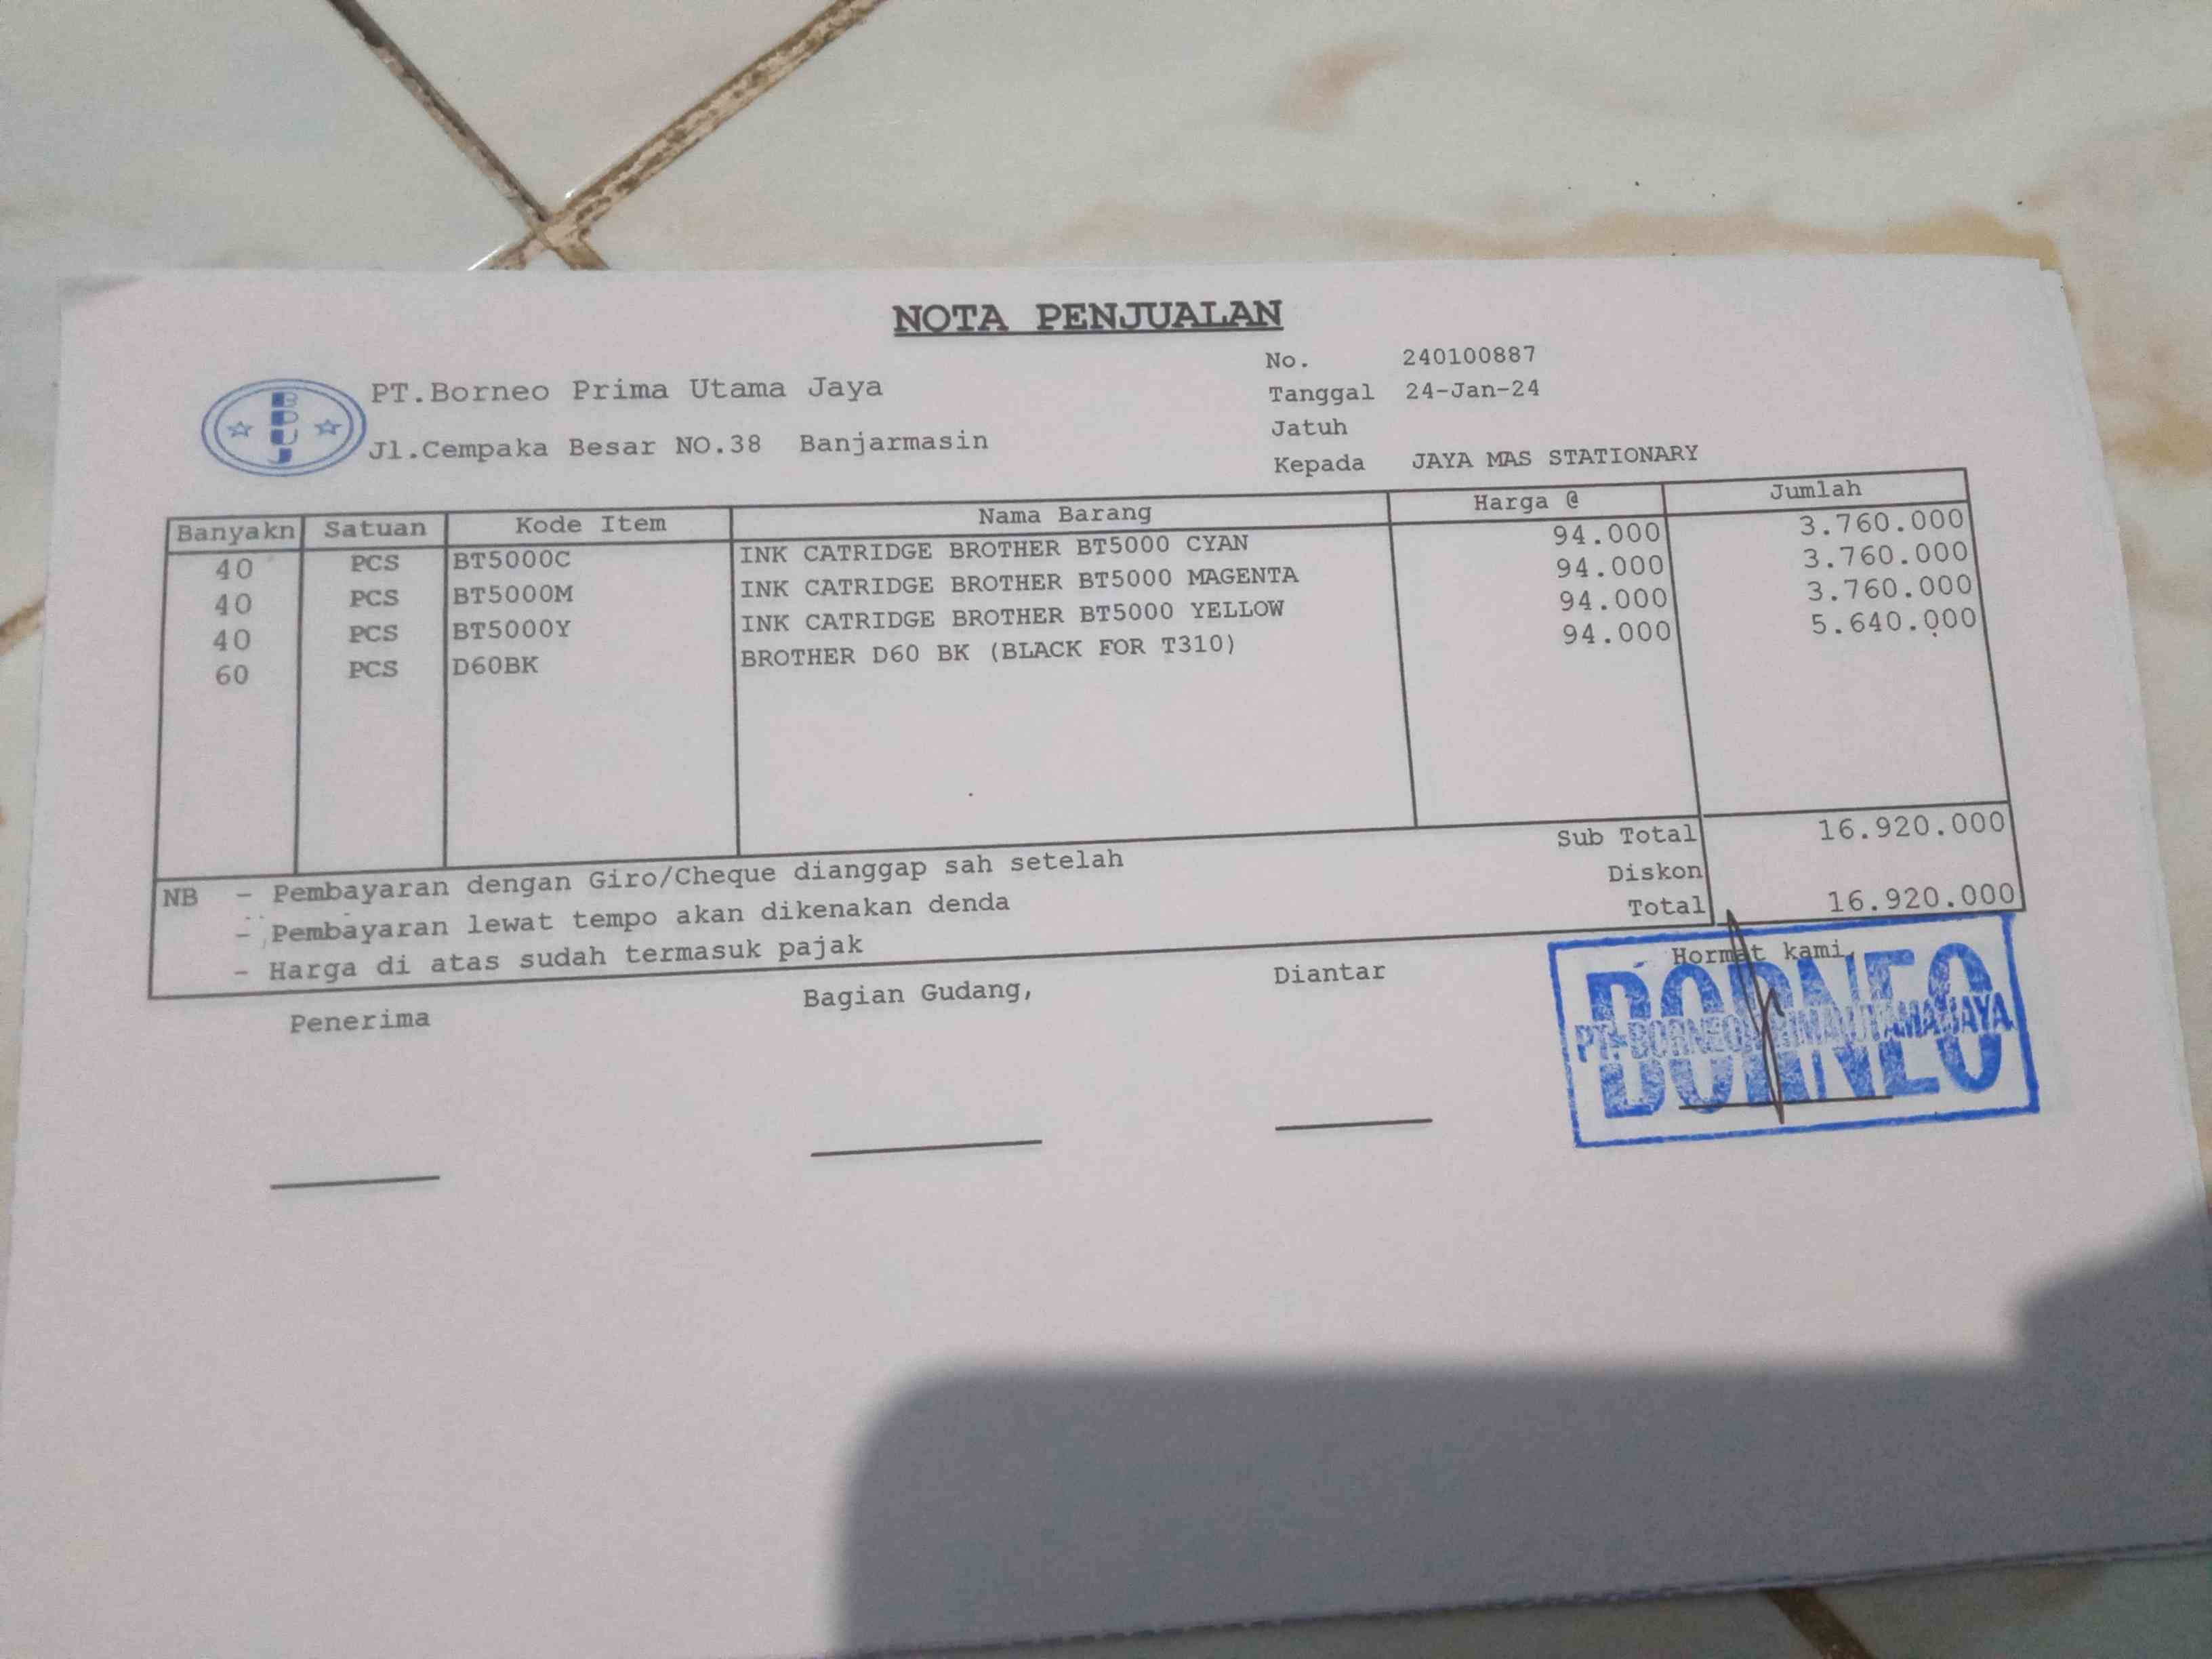 NOTA PENJUALAN
No. 240100887
PT.Borneo Prima Utama Jaya
Tanggal 24-Jan-24
Jatuh
Jl.Cempaka Besar NO.38 Banjarmasin
Kepada JAYA MAS STATIONARY
BPUJ
Banyakn Satuan Kode Item Nama Barang Harga @ Jumlah
40 PCS BT5000C INK CATRIDGE BROTHER BT5000 CYAN 94.000 3.760.000
40 PCS BT5000M INK CATRIDGE BROTHER BT5000 MAGENTA 94.000 3.760.000
40 PCS BT5000Y INK CATRIDGE BROTHER BT5000 YELLOW 94.000 3.760.000
60 PCS D60BK BROTHER D60 BK (BLACK FOR T310) 94.000 5.640.000
Sub Total 16.920.000
Diskon
Total 16.920.000
NB - Pembayaran dengan Giro/Cheque dianggap sah setelah
- Pembayaran lewat tempo akan dikenakan denda
- Harga di atas sudah termasuk pajak
Penerima Bagian Gudang, Diantar Hormat kami,
BORNEO
PT. BORNEO PRIMA UTAMA JAYA